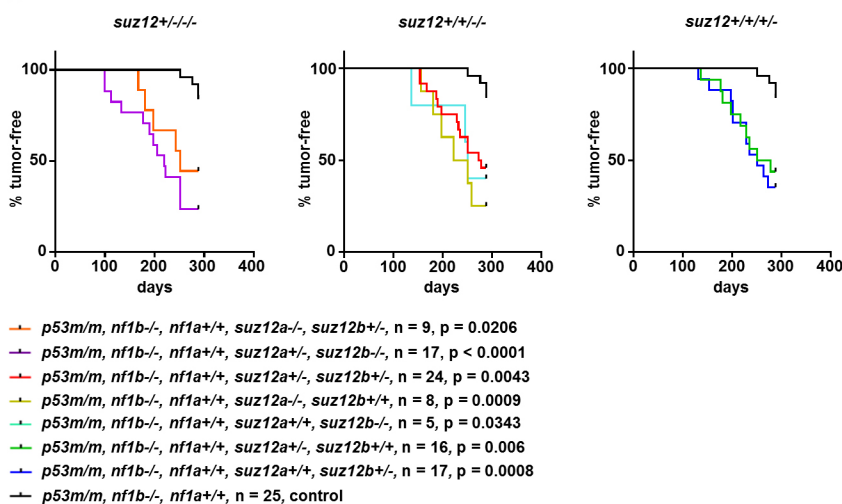 suz12+/-/-/-
suz12+/+/-/-
suz12+/+/+/-
% tumor-free
100
50
0
0 100 200 300 400
days
% tumor-free
100
50
0
0 100 200 300 400
days
% tumor-free
100
50
0
0 100 200 300 400
days
p53m/m, nf1b-/-, nf1a+/+, suz12a-/-, suz12b+/-, n = 9, p = 0.0206
p53m/m, nf1b-/-, nf1a+/+, suz12a+/-, suz12b-/-, n = 17, p < 0.0001
p53m/m, nf1b-/-, nf1a+/+, suz12a+/-, suz12b+/-, n = 24, p = 0.0043
p53m/m, nf1b-/-, nf1a+/+, suz12a-/-, suz12b+/+, n = 8, p = 0.0009
p53m/m, nf1b-/-, nf1a+/+, suz12a+/+, suz12b-/-, n = 5, p = 0.0343
p53m/m, nf1b-/-, nf1a+/+, suz12a+/-, suz12b+/+, n = 16, p = 0.006
p53m/m, nf1b-/-, nf1a+/+, suz12a+/+, suz12b+/-, n = 17, p = 0.0008
p53m/m, nf1b-/-, nf1a+/+, n = 25, control